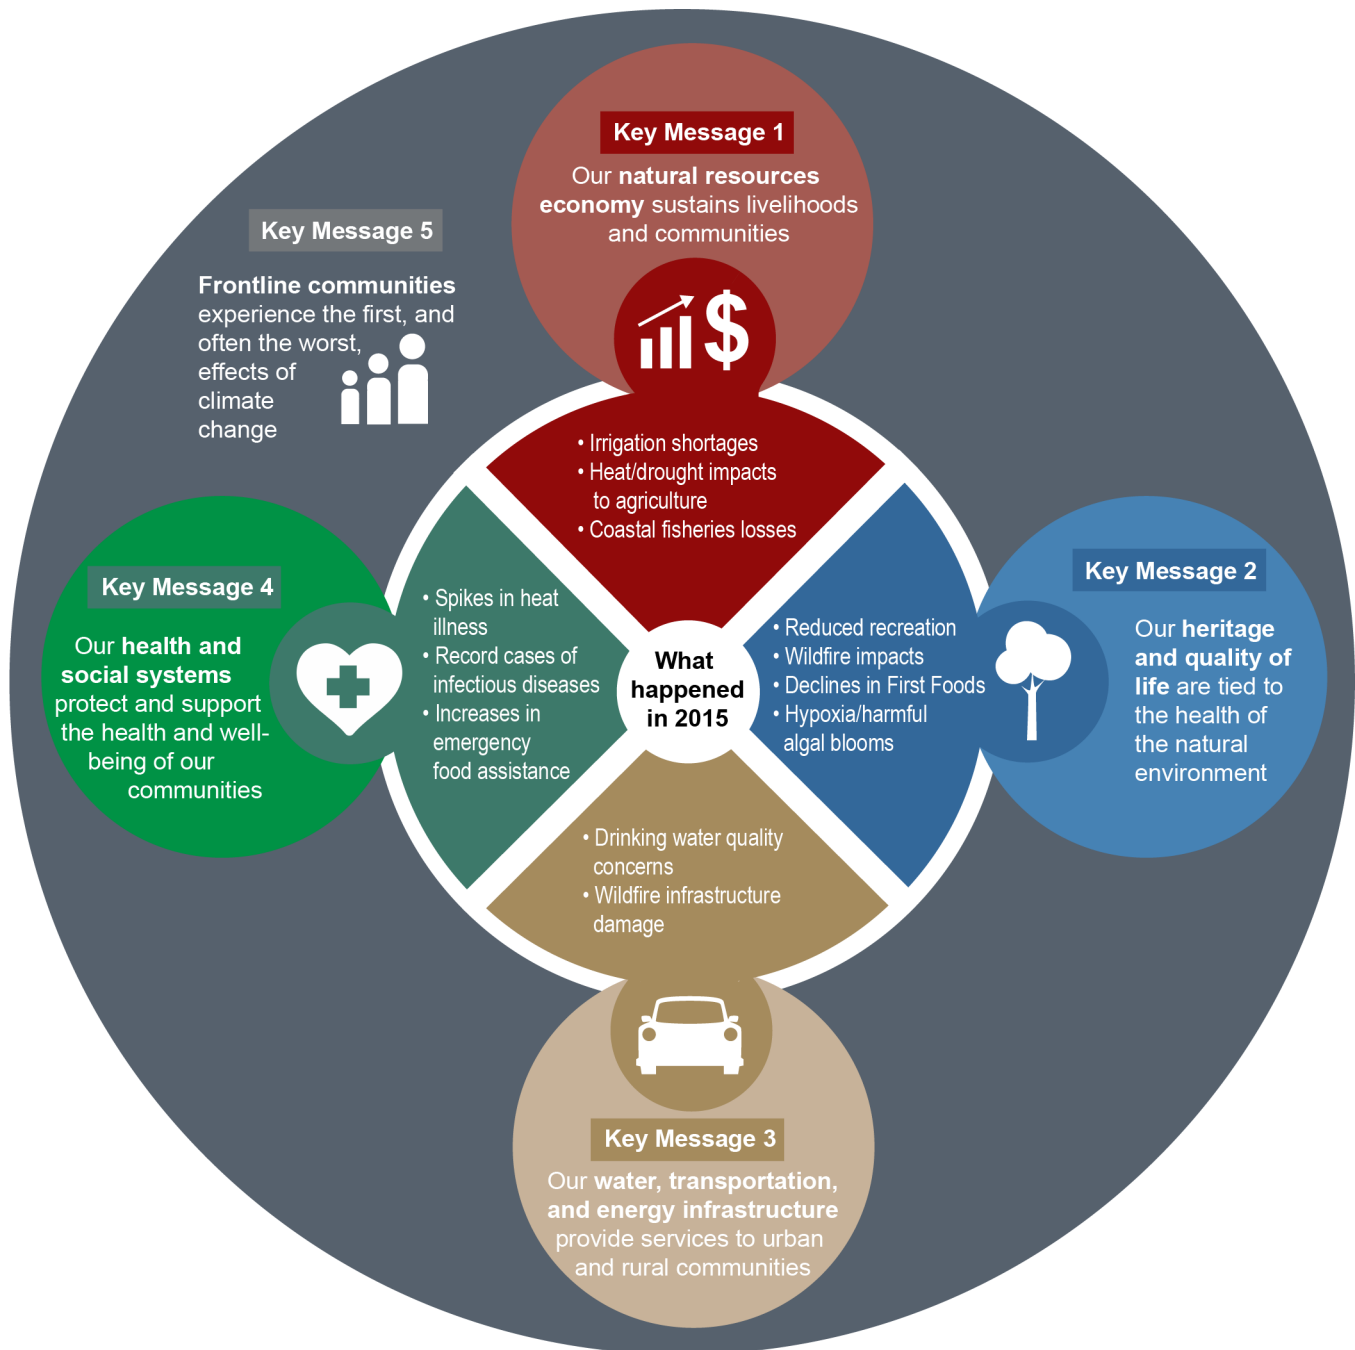 Key Message 1
Our natural resources
economy sustains livelihoods
and communities
$
Key Message 5
Frontline communities
experience the first, and
often the worst,
effects of
climate
change
• Irrigation shortages
• Heat/drought impacts
to agriculture
• Coastal fisheries losses
Key Message 2
Our heritage
and quality of
life are tied to
the health of
the natural
environment
• Reduced recreation
• Wildfire impacts
• Declines in First Foods
• Hypoxia/harmful
algal blooms
What
happened
in 2015
Key Message 4
Our health and
social systems
protect and support
the health and well-
being of our
communities
• Spikes in heat
illness
• Record cases of
infectious diseases
• Increases in
emergency
food assistance
• Drinking water quality
concerns
• Wildfire infrastructure
damage
Key Message 3
Our water, transportation,
and energy infrastructure
provide services to urban
and rural communities